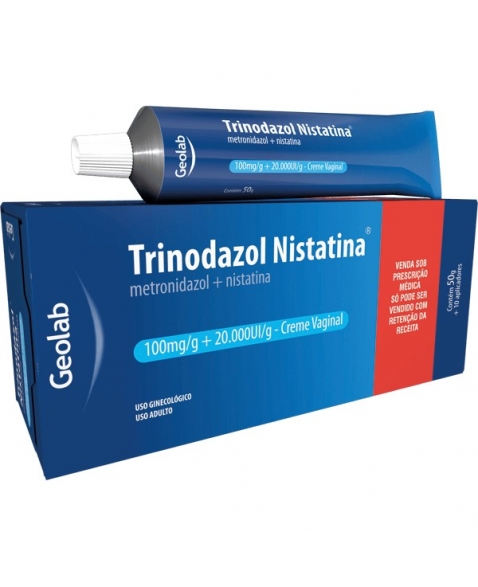 Geolab
Trinodazol Nistatina®
metronidazol + nistatina
100mg/g + 20.000UI/g - Creme Vaginal
Contém 50g
Geolab
Trinodazol Nistatina®
metronidazol + nistatina
100mg/g + 20.000UI/g - Creme Vaginal
USO GINECOLÓGICO
USO ADULTO
VENDA SOB
PRESCRIÇÃO
MÉDICA
SÓ PODE SER
VENDIDO COM
RETENÇÃO DA
RECEITA
Contém 50g
+ 10 aplicadores